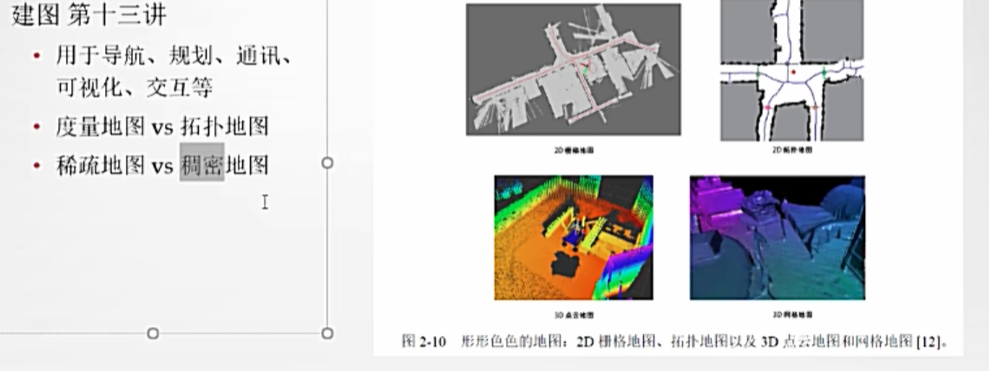 建图 第十三讲
• 用于导航、规划、通讯、
可视化、交互等
• 度量地图 vs 拓扑地图
• 稀疏地图 vs 稠密地图
2D 栅格地图
2D 拓扑地图
3D 点云地图
3D 网格地图
图 2-10 形形色色的地图：2D 栅格地图、拓扑地图以及 3D 点云地图和网格地图 [12]。